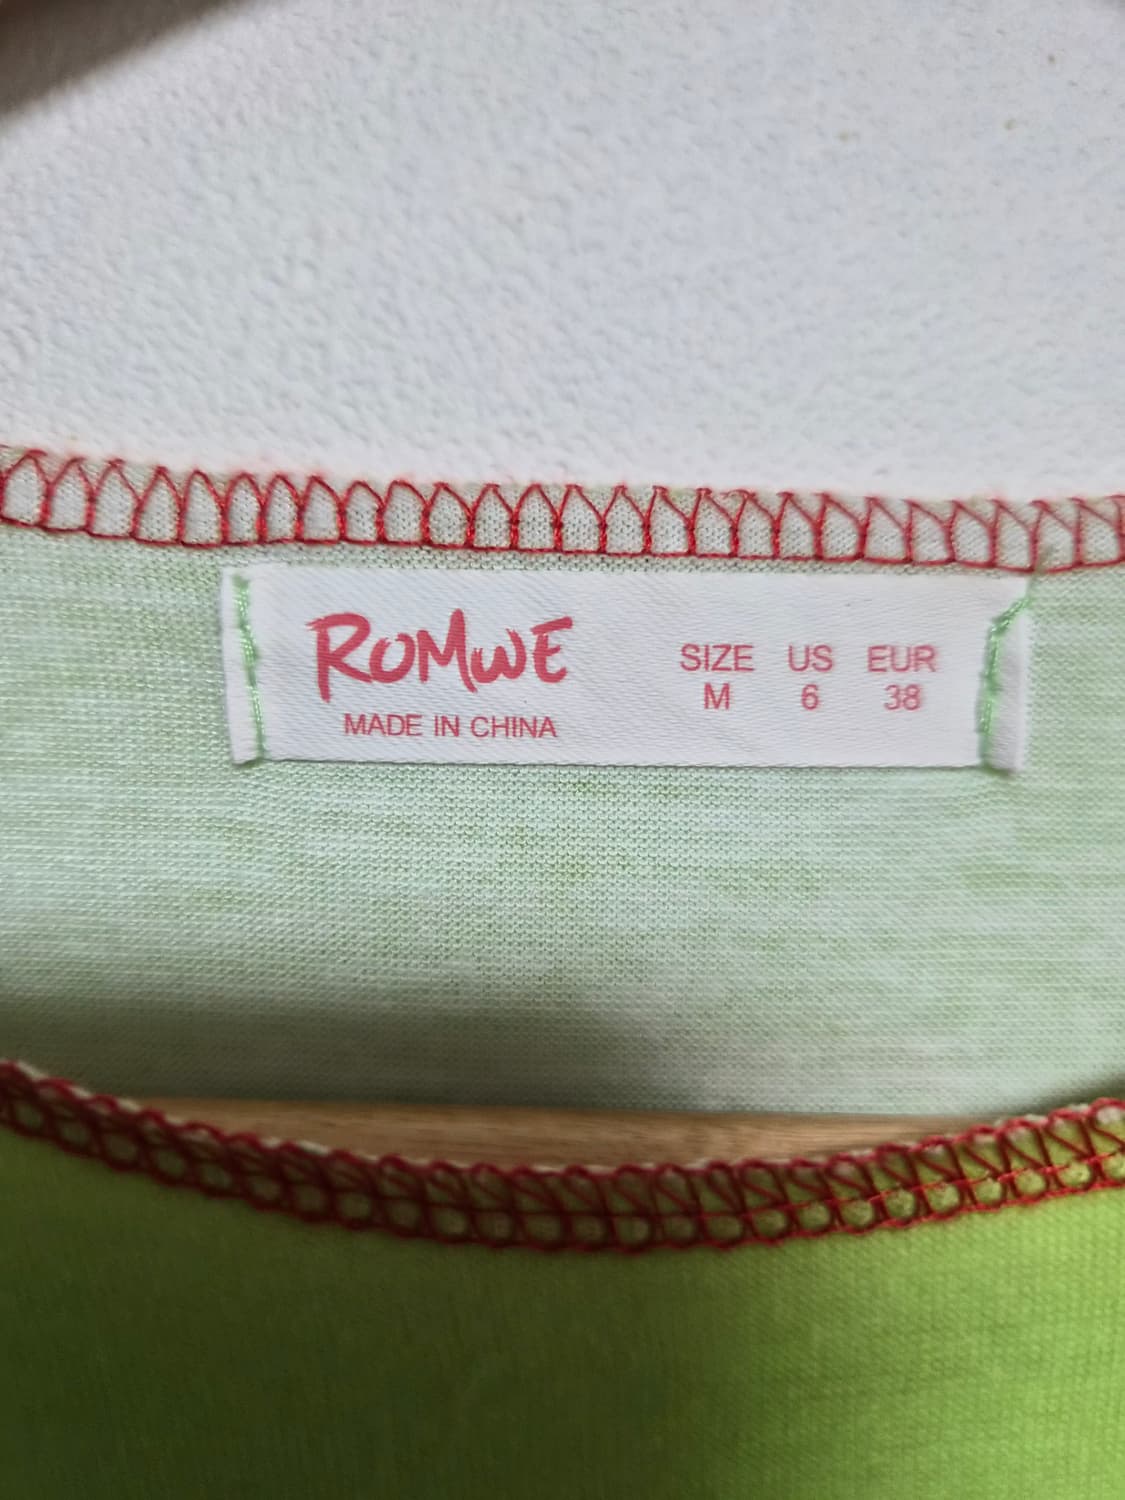 ROMWE
MADE IN CHINA
SIZE US EUR
M 6 38